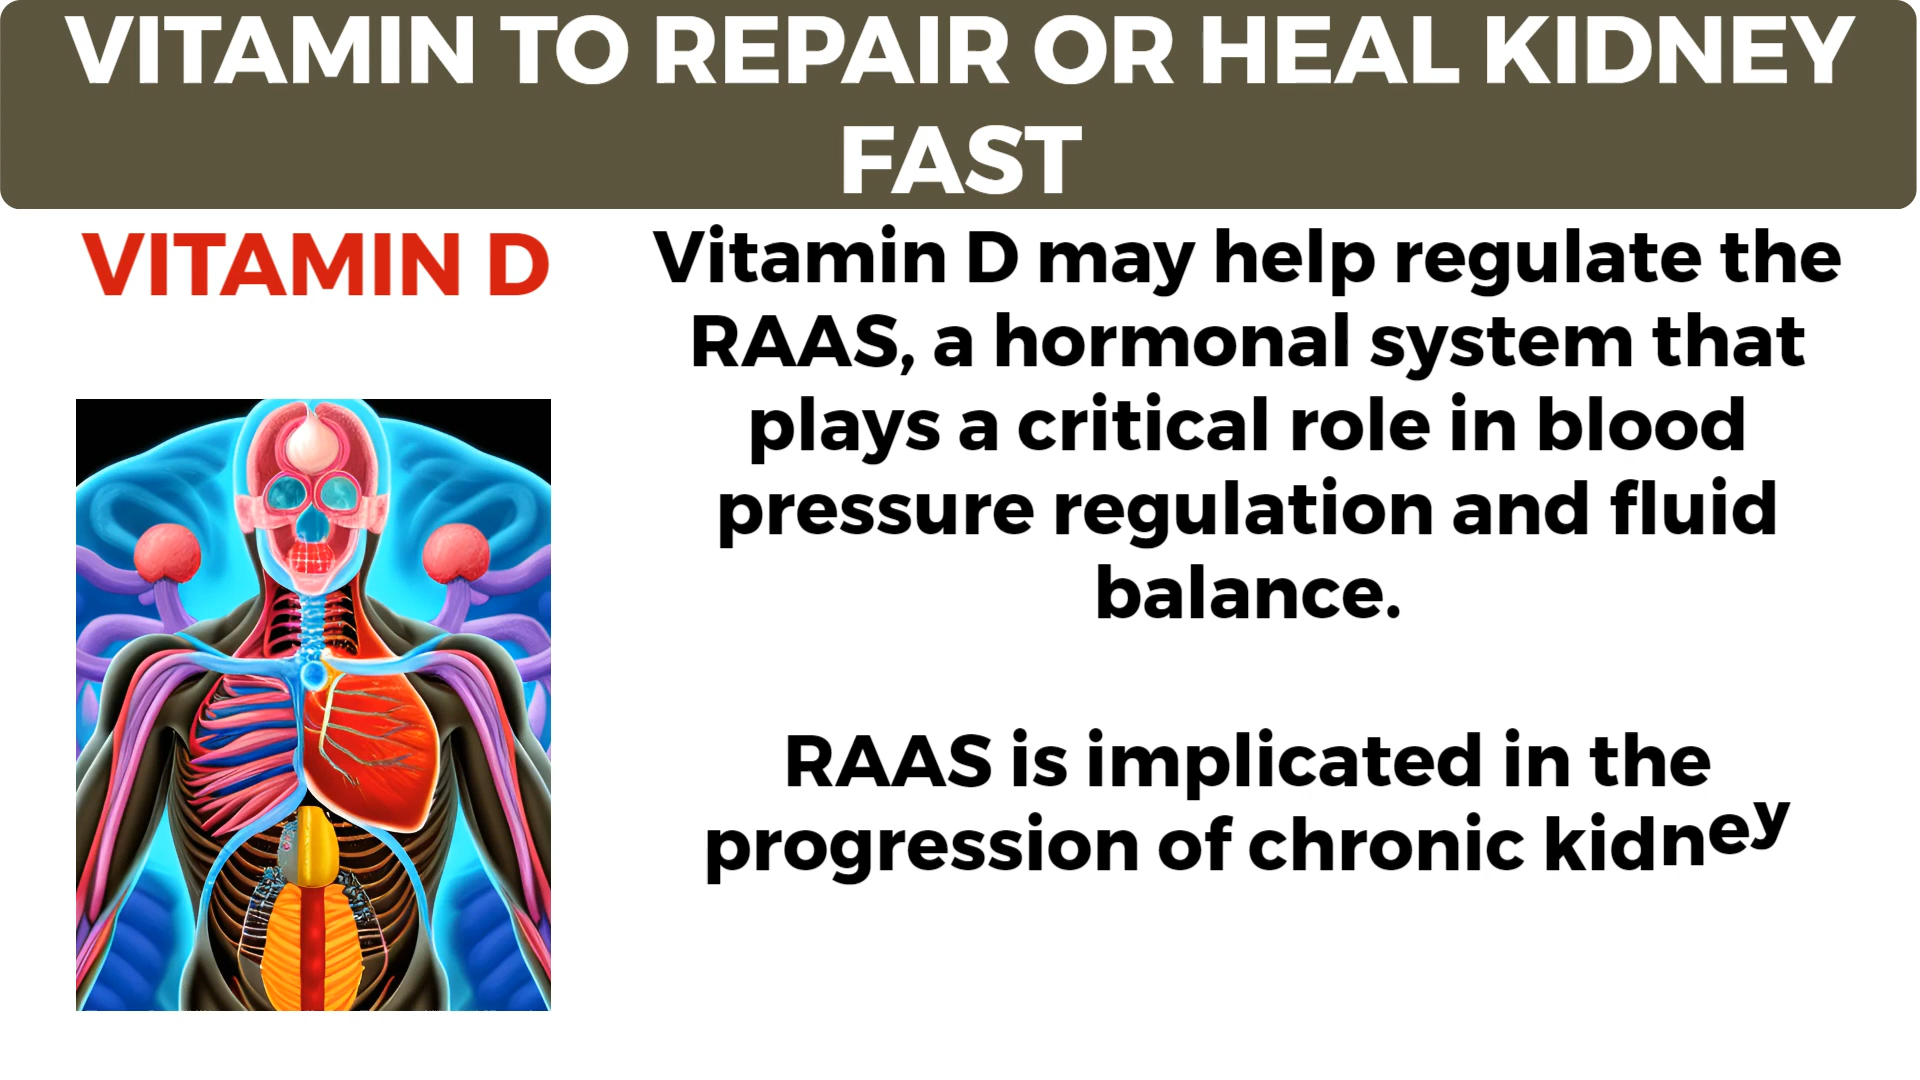 VITAMIN TO REPAIR OR HEAL KIDNEY
FAST
VITAMIN D
Vitamin D may help regulate the
RAAS, a hormonal system that
plays a critical role in blood
pressure regulation and fluid
balance.
RAAS is implicated in the
progression of chronic kidney